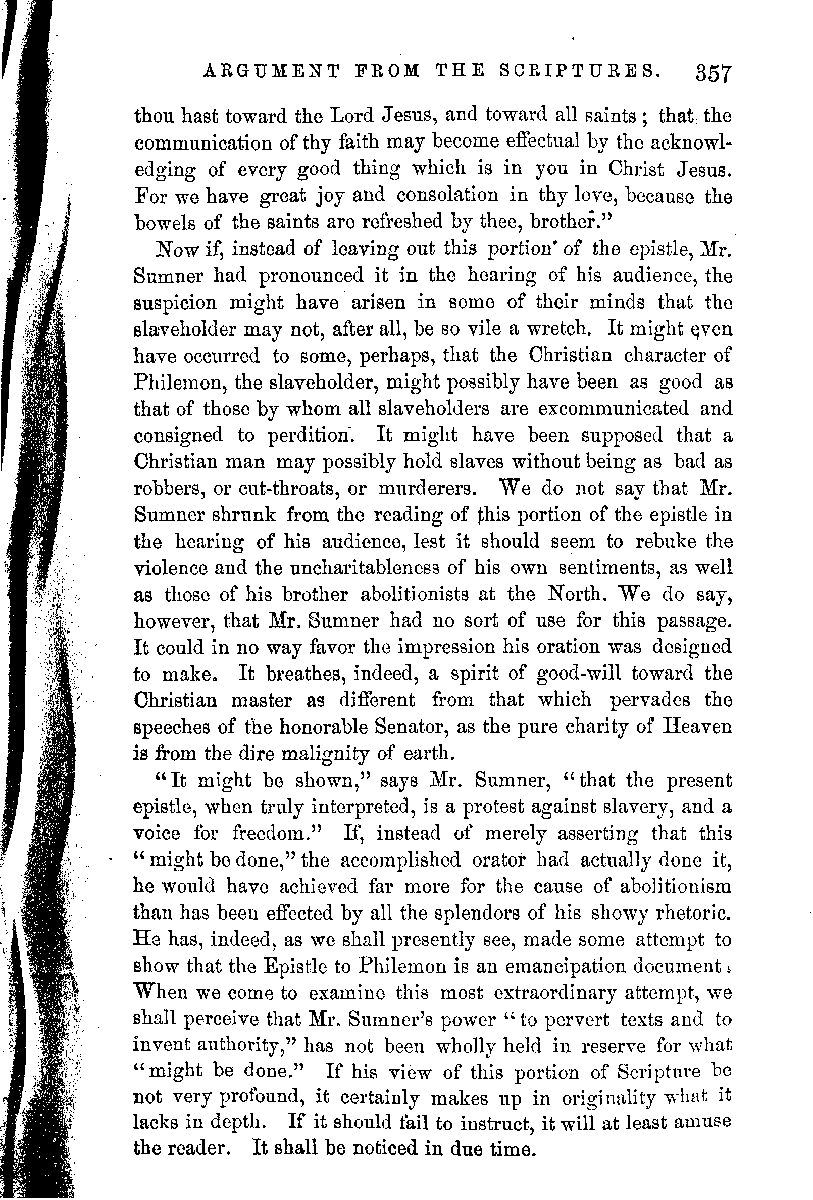 ARGUMENT FROM THE SCRIPTURES. 357
thou hast toward the Lord Jesus, and toward all saints; that the
communication of thy faith may become effectual by the acknowl-
edging of every good thing which is in you in Christ Jesus.
For we have great joy and consolation in thy love, because the
bowels of the saints are refreshed by thee, brother."
Now if, instead of leaving out this portion of the epistle, Mr.
Sumner had pronounced it in the hearing of his audience, the
suspicion might have arisen in some of their minds that the
slaveholder may not, after all, be so vile a wretch. It might even
have occurred to some, perhaps, that the Christian character of
Philemon, the slaveholder, might possibly have been as good as
that of those by whom all slaveholders are excommunicated and
consigned to perdition. It might have been supposed that a
Christian man may possibly hold slaves without being as bad as
robbers, or cut-throats, or murderers. We do not say that Mr.
Sumner shrunk from the reading of this portion of the epistle in
the hearing of his audience, lest it should seem to rebuke the
violence and the uncharitableness of his own sentiments, as well
as those of his brother abolitionists at the North. We do say,
however, that Mr. Sumner had no sort of use for this passage.
It could in no way favor the impression his oration was designed
to make. It breathes, indeed, a spirit of good-will toward the
Christian master as different from that which pervades the
speeches of the honorable Senator, as the pure charity of Heaven
is from the dire malignity of earth.
"It might be shown," says Mr. Sumner, "that the present
epistle, when truly interpreted, is a protest against slavery, and a
voice for freedom." If, instead of merely asserting that this
"might be done," the accomplished orator had actually done it,
he would have achieved far more for the cause of abolitionism
than has been effected by all the splendors of his showy rhetoric.
He has, indeed, as we shall presently see, made some attempt to
show that the Epistle to Philemon is an emancipation document.
When we come to examine this most extraordinary attempt, we
shall perceive that Mr. Sumner's power "to pervert texts and to
invent authority," has not been wholly held in reserve for what
"might be done." If his view of this portion of Scripture be
not very profound, it certainly makes up in originality what it
lacks in depth. If it should fail to instruct, it will at least amuse
the reader. It shall be noticed in due time.